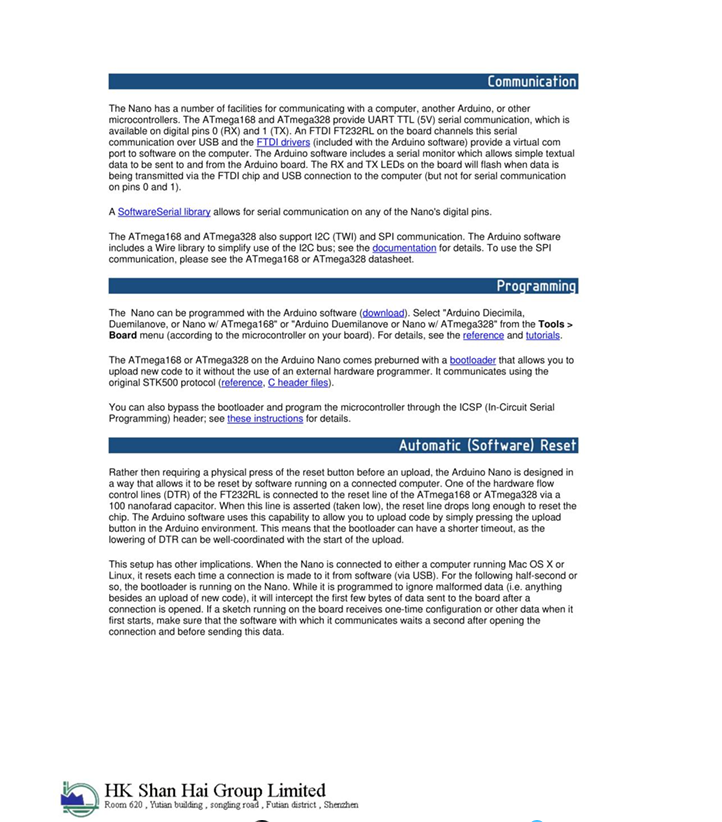 Communication
The Nano has a number of facilities for communicating with a computer, another Arduino, or other
microcontrollers. The ATmega168 and ATmega328 provide UART TTL (5V) serial communication, which is
available on digital pins 0 (RX) and 1 (TX). An FTDI FT232RL on the board channels this serial
communication over USB and the FTDI drivers (included with the Arduino software) provide a virtual com
port to software on the computer. The Arduino software includes a serial monitor which allows simple textual
data to be sent to and from the Arduino board. The RX and TX LEDs on the board will flash when data is
being transmitted via the FTDI chip and USB connection to the computer (but not for serial communication
on pins 0 and 1).
A SoftwareSerial library allows for serial communication on any of the Nano's digital pins.
The ATmega168 and ATmega328 also support I2C (TWI) and SPI communication. The Arduino software
includes a Wire library to simplify use of the I2C bus; see the documentation for details. To use the SPI
communication, please see the ATmega168 or ATmega328 datasheet.
Programming
The Nano can be programmed with the Arduino software (download). Select "Arduino Diecimila,
Duemilanove, or Nano w/ ATmega168" or "Arduino Duemilanove or Nano w/ ATmega328" from the Tools >
Board menu (according to the microcontroller on your board). For details, see the reference and tutorials.
The ATmega168 or ATmega328 on the Arduino Nano comes preburned with a bootloader that allows you to
upload new code to it without the use of an external hardware programmer. It communicates using the
original STK500 protocol (reference, C header files).
You can also bypass the bootloader and program the microcontroller through the ICSP (In-Circuit Serial
Programming) header; see these instructions for details.
Automatic (Software) Reset
Rather then requiring a physical press of the reset button before an upload, the Arduino Nano is designed in
a way that allows it to be reset by software running on a connected computer. One of the hardware flow
control lines (DTR) of the FT232RL is connected to the reset line of the ATmega168 or ATmega328 via a
100 nanofarad capacitor. When this line is asserted (taken low), the reset line drops long enough to reset the
chip. The Arduino software uses this capability to allow you to upload code by simply pressing the upload
button in the Arduino environment. This means that the bootloader can have a shorter timeout, as the
lowering of DTR can be well-coordinated with the start of the upload.
This setup has other implications. When the Nano is connected to either a computer running Mac OS X or
Linux, it resets each time a connection is made to it from software (via USB). For the following half-second or
so, the bootloader is running on the Nano. While it is programmed to ignore malformed data (i.e. anything
besides an upload of new code), it will intercept the first few bytes of data sent to the board after a
connection is opened. If a sketch running on the board receives one-time configuration or other data when it
first starts, make sure that the software with which it communicates waits a second after opening the
connection and before sending this data.
HK Shan Hai Group Limited
Room 620 , Yutian building , songling road , Futian district , Shenzhen